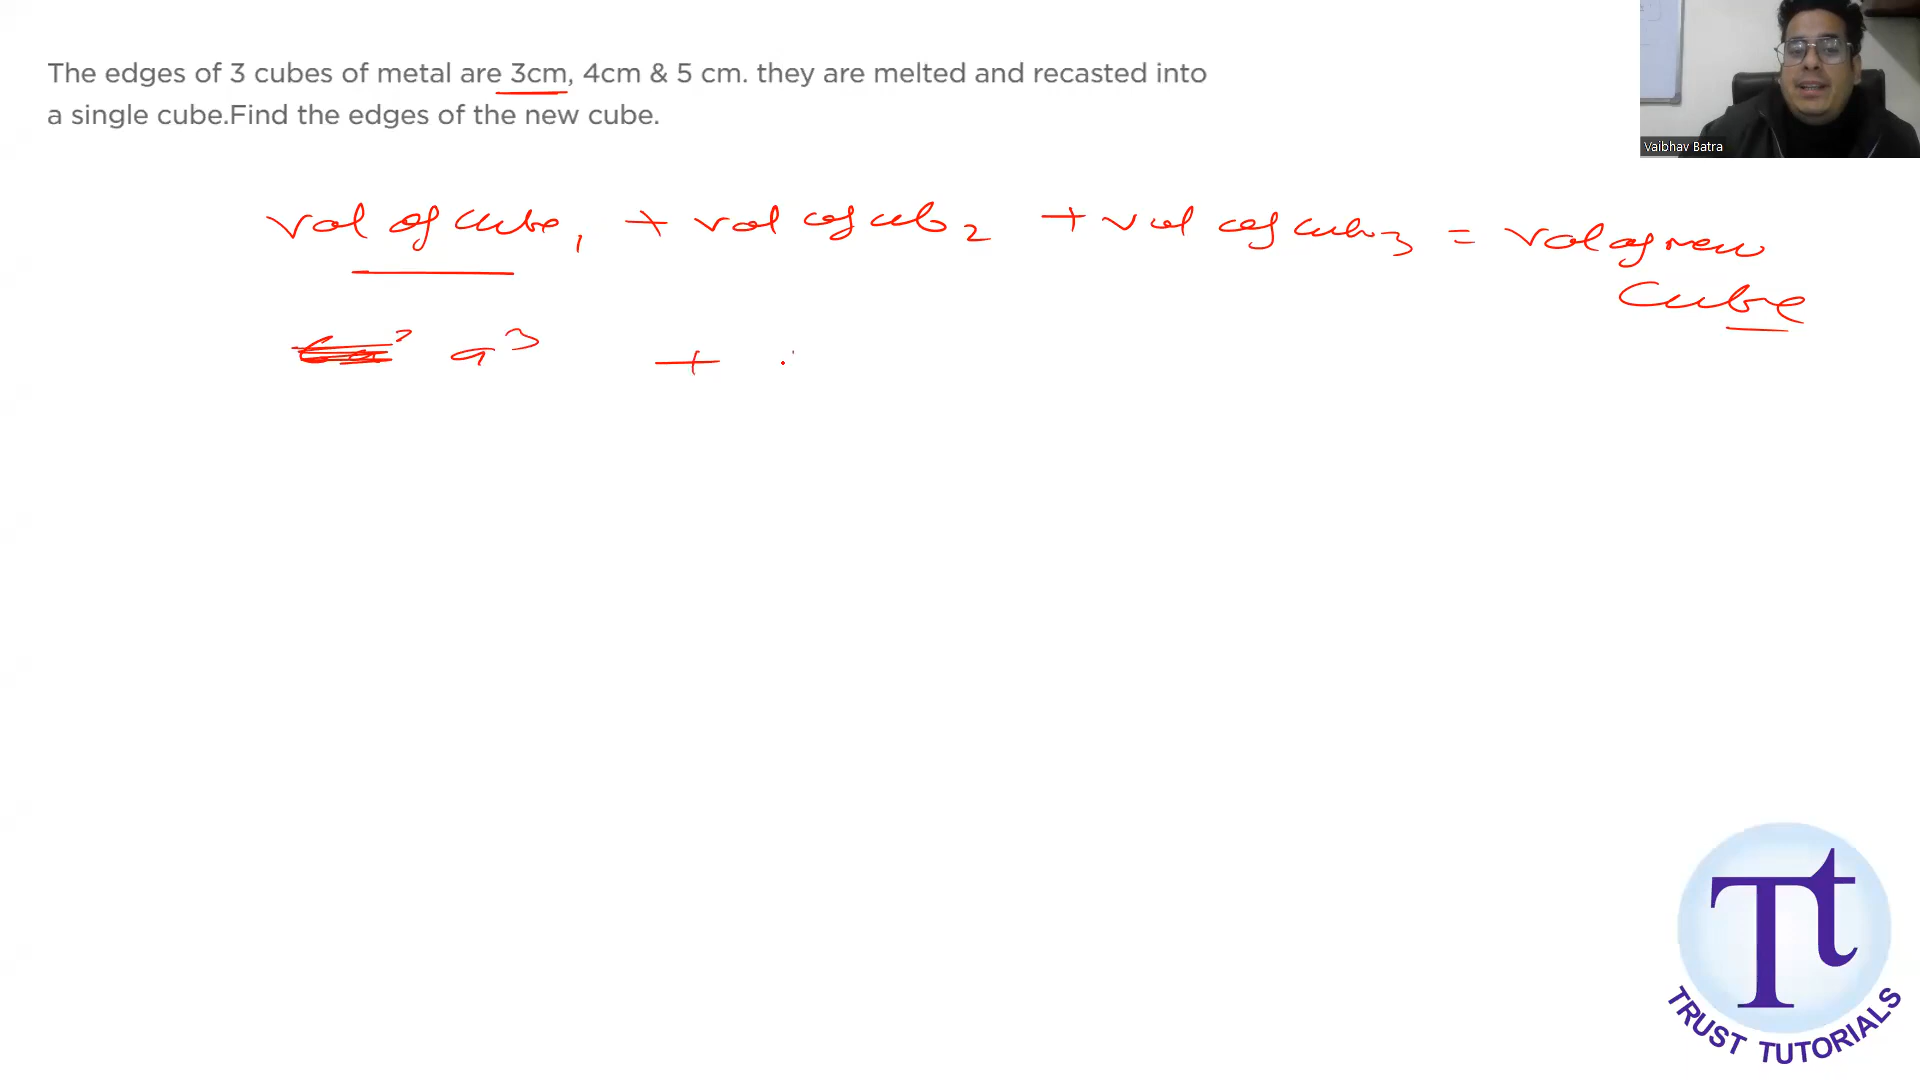 The edges of 3 cubes of metal are 3cm, 4cm & 5 cm. they are melted and recasted into
a single cube.Find the edges of the new cube.
Vaibhav Batra
vol of cube1 + vol of cub2 + vol of cube3 = vol of new
cube
a³ +
Tt
TRUST TUTORIALS